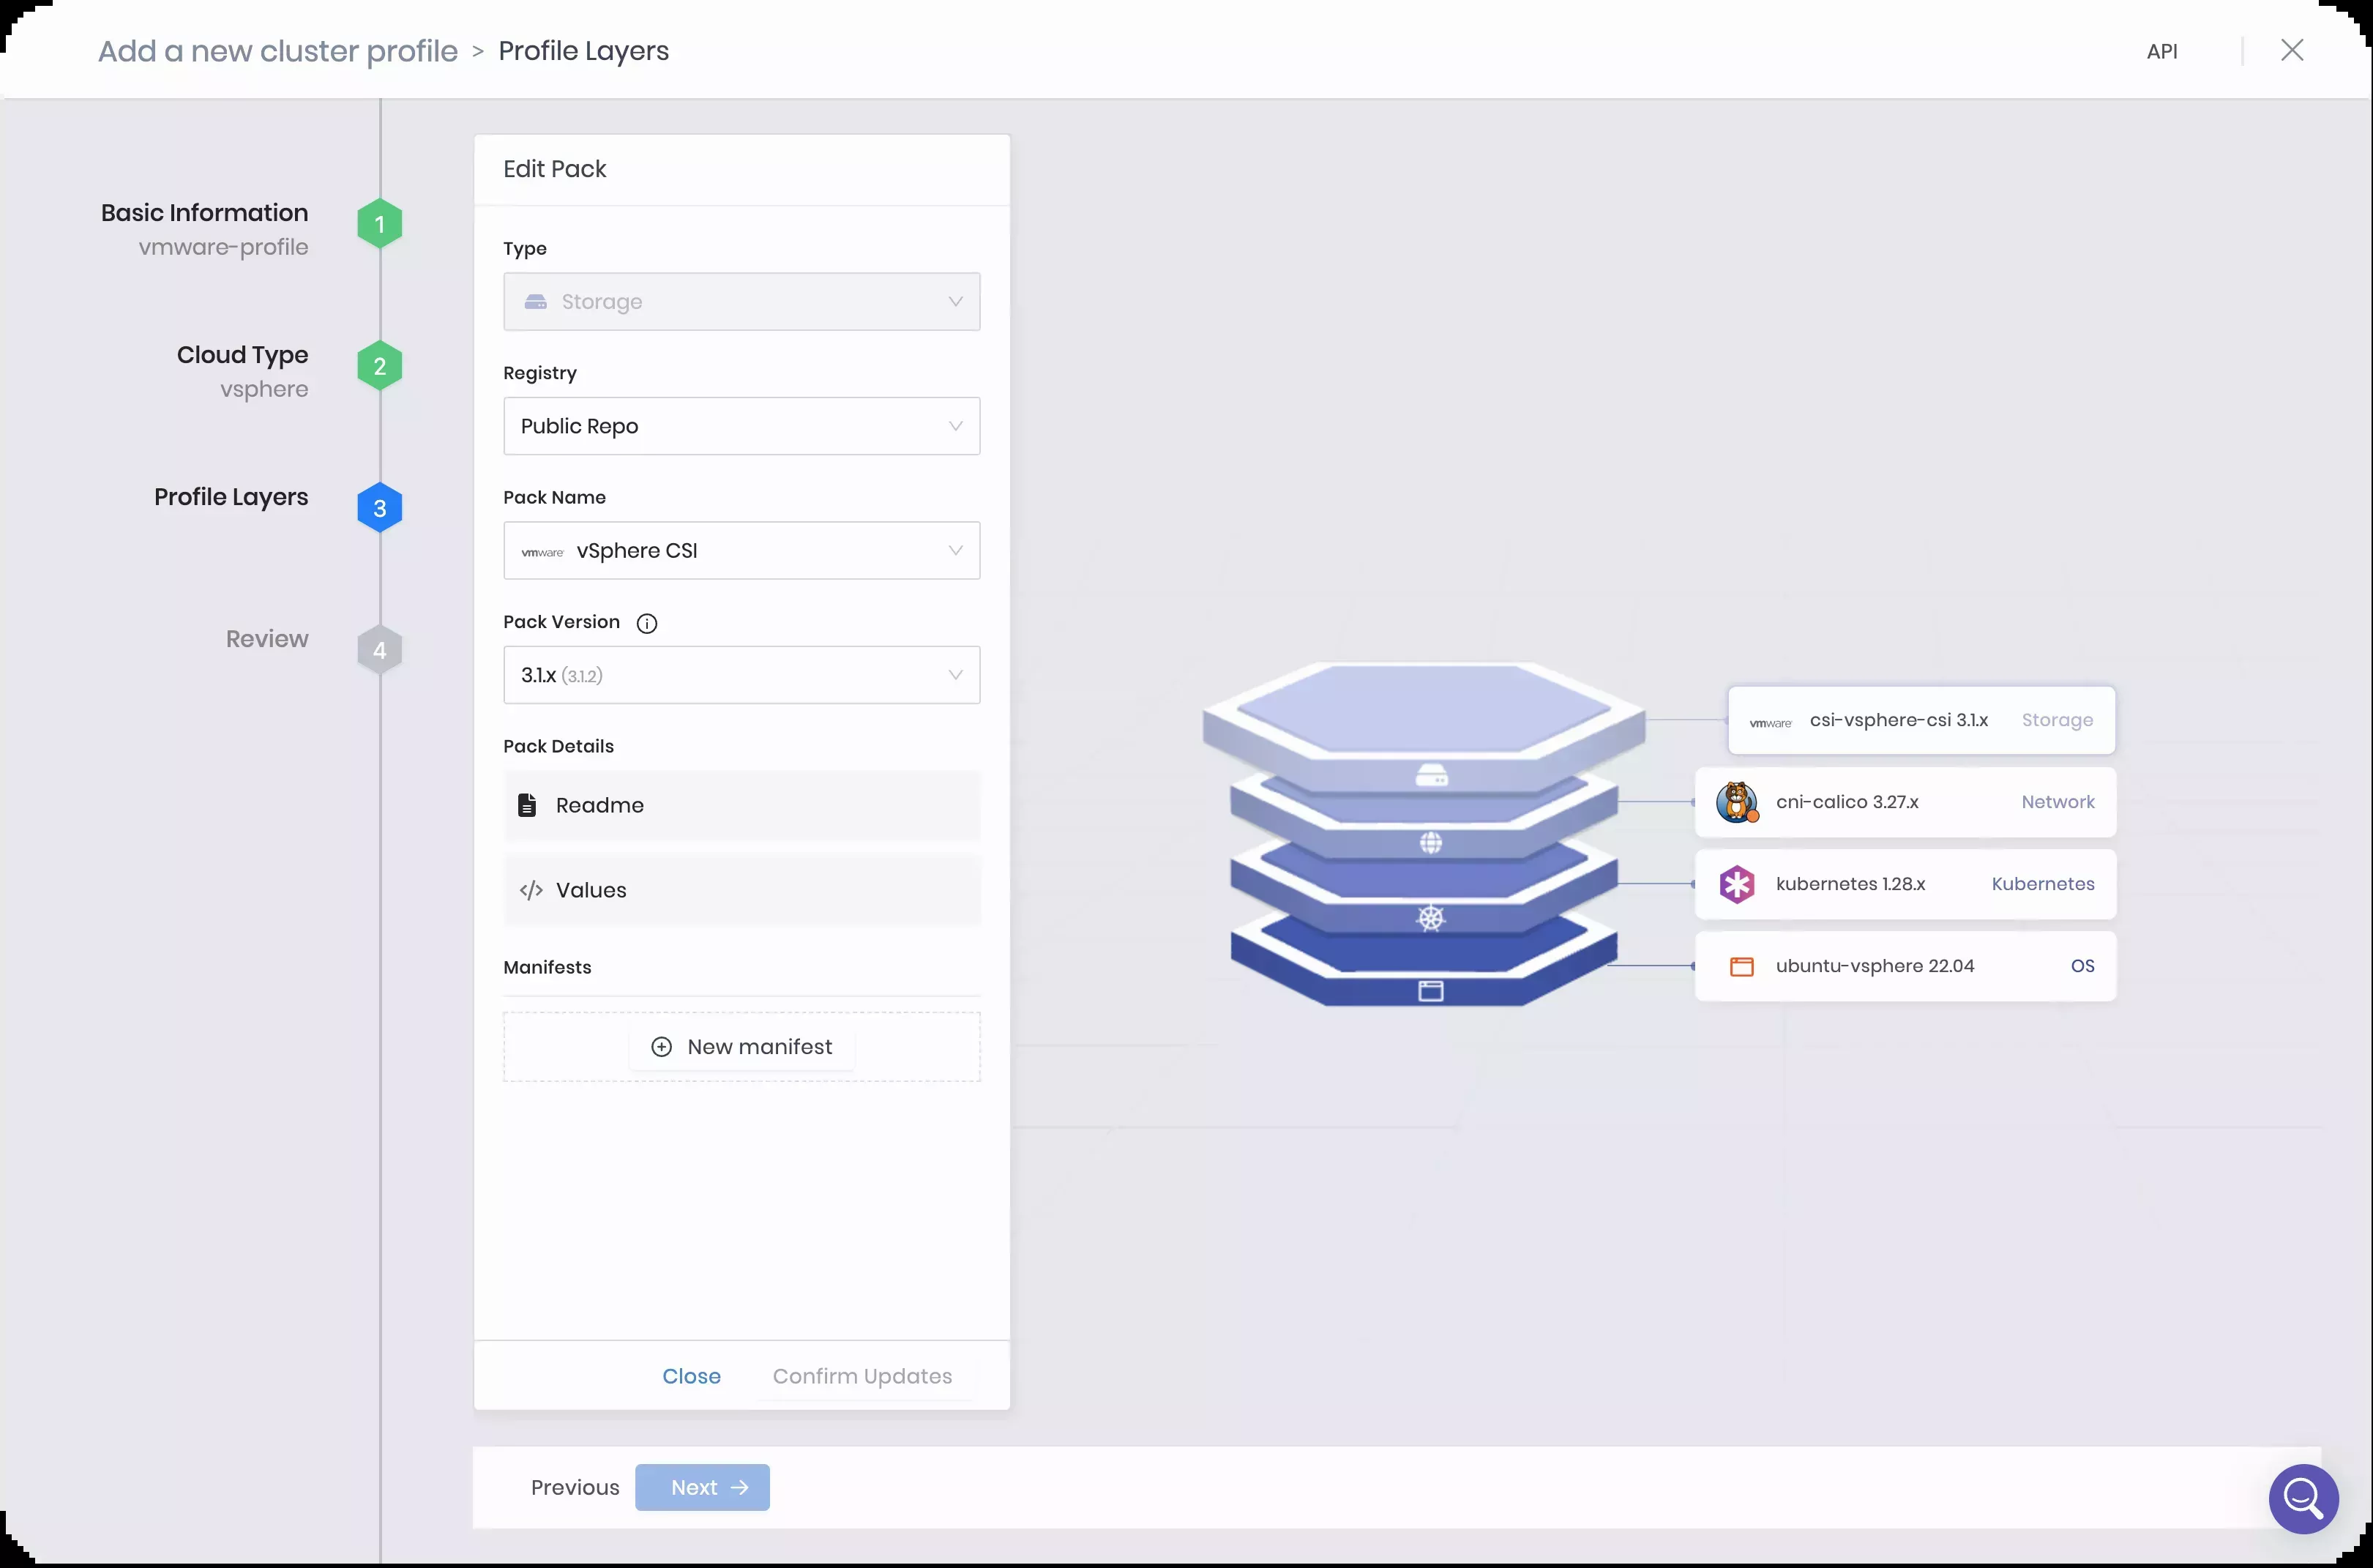 Add a new cluster profile > Profile Layers
API
Basic Information
vmware-profile
1
Cloud Type
vsphere
2
Profile Layers
3
Review
4
Edit Pack
Type
Storage
Registry
Public Repo
Pack Name
vmware vSphere CSI
Pack Version
3.1.x (3.1.2)
Pack Details
Readme
</> Values
Manifests
New manifest
Close Confirm Updates
vmware csi-vsphere-csi 3.1.x Storage
cni-calico 3.27.x Network
kubernetes 1.28.x Kubernetes
ubuntu-vsphere 22.04 OS
Previous Next →